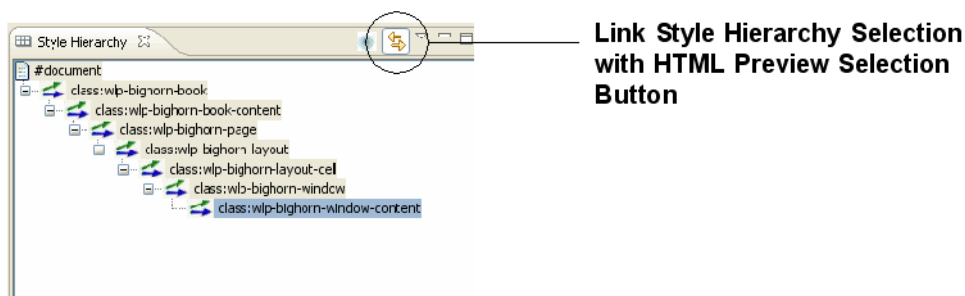 Style Hierarchy
Link Style Hierarchy Selection
with HTML Preview Selection
Button
#document
class:wlp-bighorn-book
class:wlp-bighorn-book-content
class:wlp-bighorn-page
class:wlp-bighorn-layout
class:wlp-bighorn-layout-cell
class:wlp-bighorn-window
class:wlp-bighorn-window-content